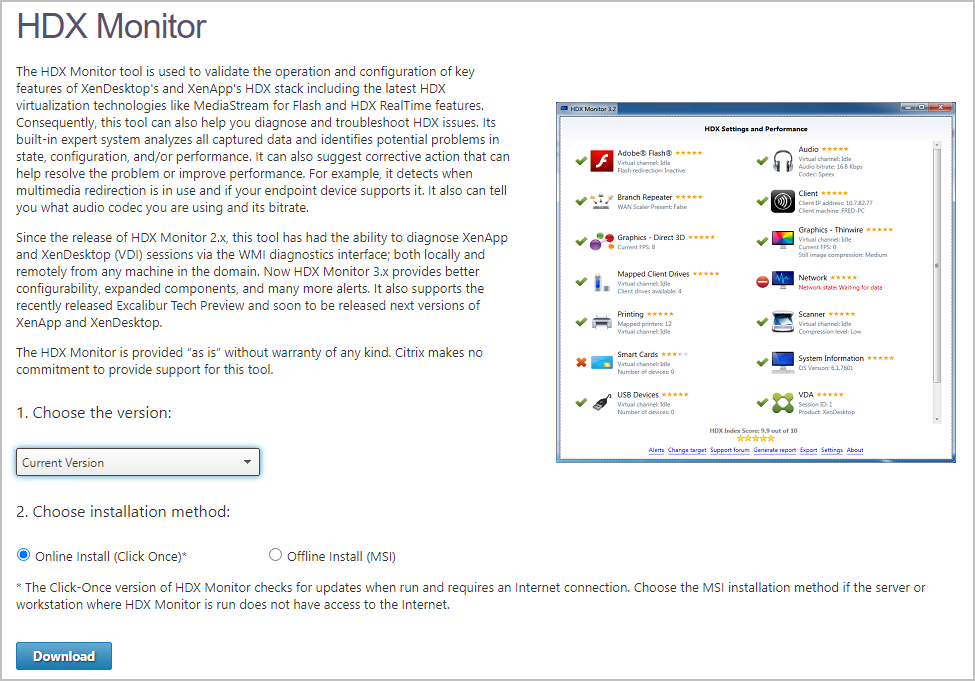 HDX Monitor
The HDX Monitor tool is used to validate the operation and configuration of key
features of XenDesktop's and XenApp's HDX stack including the latest HDX
virtualization technologies like MediaStream for Flash and HDX RealTime features.
Consequently, this tool can also help you diagnose and troubleshoot HDX issues. Its
built-in expert system analyzes all captured data and identifies potential problems in
state, configuration, and/or performance. It can also suggest corrective action that can
help resolve the problem or improve performance. For example, it detects when
multimedia redirection is in use and if your endpoint device supports it. It also can tell
you what audio codec you are using and its bitrate.
Since the release of HDX Monitor 2.x, this tool has had the ability to diagnose XenApp
and XenDesktop (VDI) sessions via the WMI diagnostics interface; both locally and
remotely from any machine in the domain. Now HDX Monitor 3.x provides better
configurability, expanded components, and many more alerts. It also supports the
recently released Excalibur Tech Preview and soon to be released next versions of
XenApp and XenDesktop.
The HDX Monitor is provided "as is" without warranty of any kind. Citrix makes no
commitment to provide support for this tool.
1. Choose the version:
Current Version
2. Choose installation method:
Online Install (Click Once)*
Offline Install (MSI)
* The Click-Once version of HDX Monitor checks for updates when run and requires an Internet connection. Choose the MSI installation method if the server or
workstation where HDX Monitor is run does not have access to the Internet.
Download
HDX Monitor 3.2
HDX Settings and Performance
Adobe® Flash®
Virtual channel: Idle
Flash redirection: Inactive
Branch Repeater
WAN Scaler Present: False
Graphics - Direct 3D
Current FPS: 8
Mapped Client Drives
Virtual channel: Idle
Client drives available: 4
Printing
Mapped printers: 12
Virtual channel: Idle
Smart Cards
Virtual channel: Idle
Number of devices: 0
USB Devices
Virtual channel: Idle
Number of devices: 0
Audio
Virtual channel: Idle
Audio bitrate: 16.8 Kbps
Codec: Speex
Client
Client IP address: 10.7.82.77
Client machine: FRED-PC
Graphics - Thinwire
Virtual channel: Idle
Current FPS: 0
Still image compression: Medium
Network
Network state: Waiting for data
Scanner
Virtual channel: Idle
Compression level: Low
System Information
OS Version: 6.1.7601
VDA
Session ID: 1
Product: XenDesktop
HDX Index Score: 9.9 out of 10
Alerts Change target Support forum Generate report Export Settings About